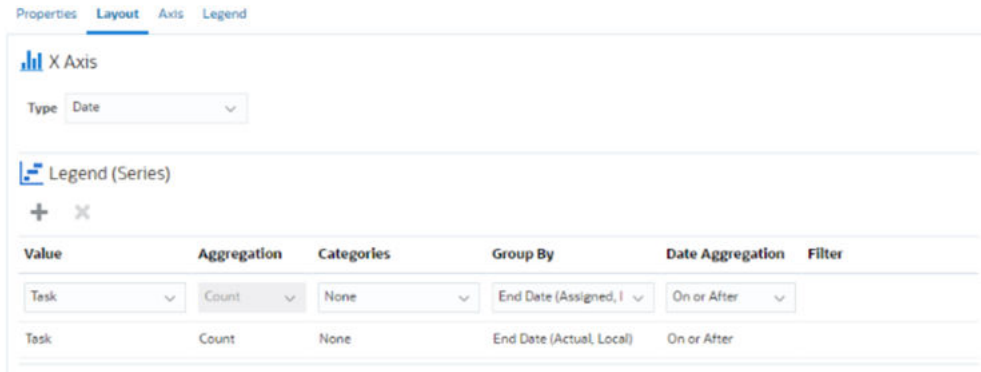 Properties Layout Axis Legend
X Axis
Type Date
Legend (Series)
Value Aggregation Categories Group By Date Aggregation Filter
Task Count None End Date (Assigned, l On or After
Task Count None End Date (Actual, Local) On or After